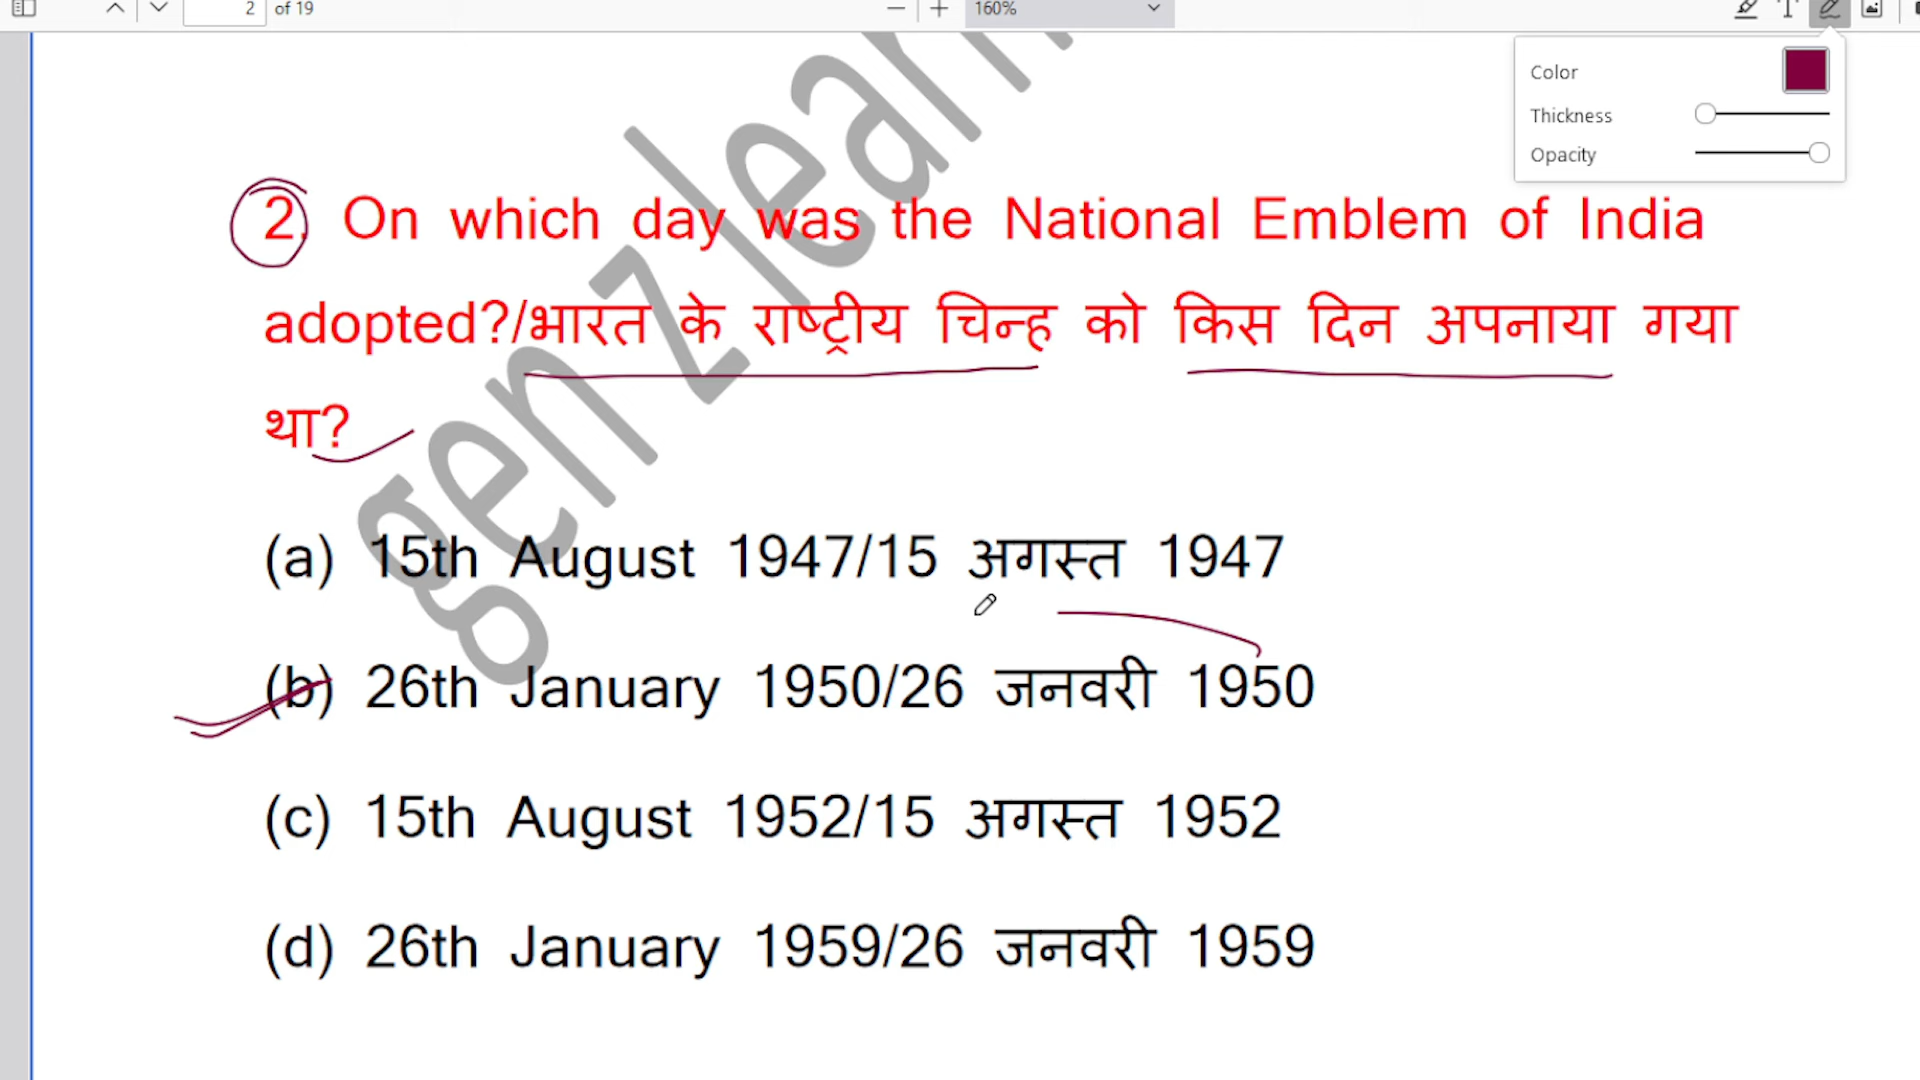 2 of 19
160%
Color
Thickness
Opacity
gen z learn
2. On which day was the National Emblem of India
adopted?/भारत के राष्ट्रीय चिन्ह को किस दिन अपनाया गया
था?
(a) 15th August 1947/15 अगस्त 1947
(b) 26th January 1950/26 जनवरी 1950
(c) 15th August 1952/15 अगस्त 1952
(d) 26th January 1959/26 जनवरी 1959